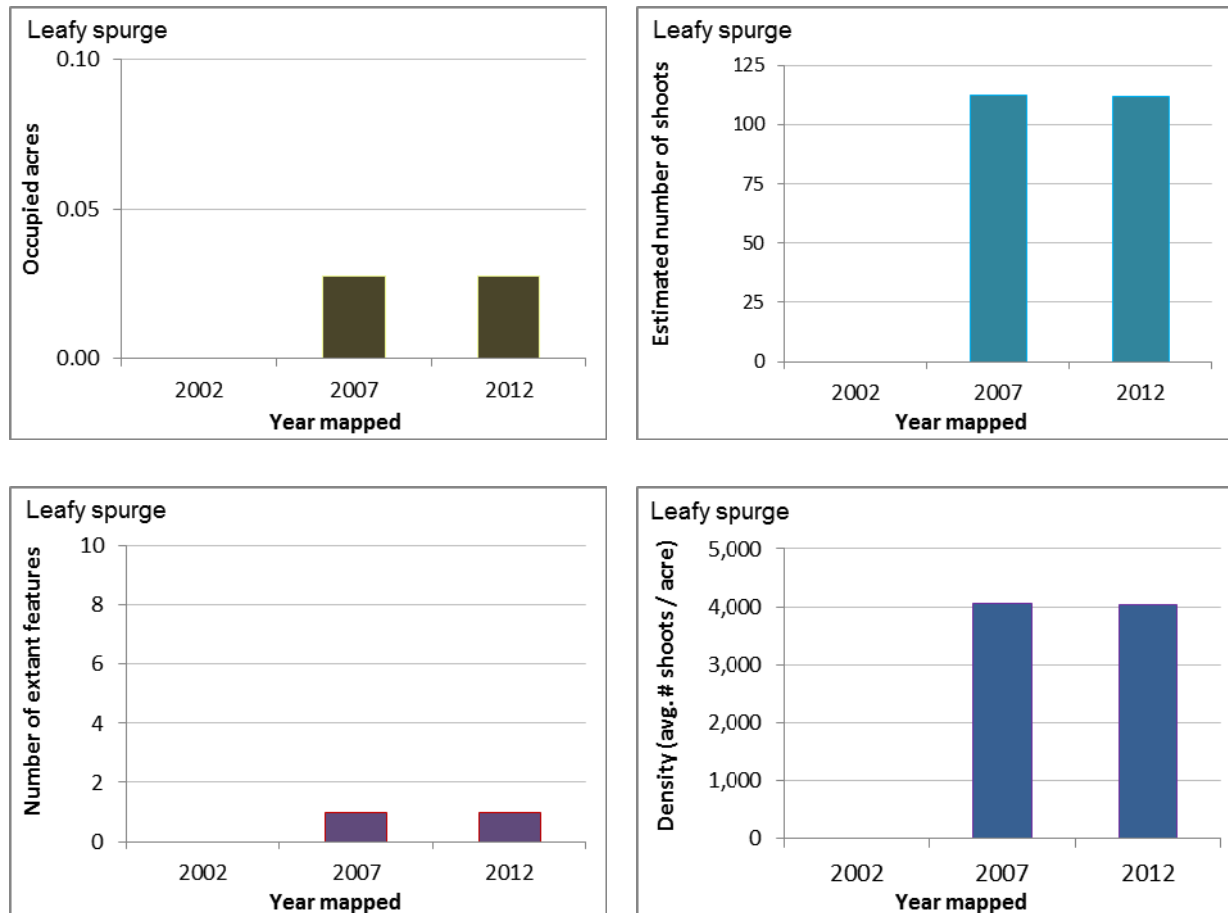 Leafy spurge
Occupied acres
0.10
0.05
0.00
2002 2007 2012
Year mapped
Leafy spurge
Estimated number of shoots
125
100
75
50
25
0
2002 2007 2012
Year mapped
Leafy spurge
Number of extant features
10
8
6
4
2
0
2002 2007 2012
Year mapped
Leafy spurge
Density (avg. # shoots / acre)
5,000
4,000
3,000
2,000
1,000
0
2002 2007 2012
Year mapped